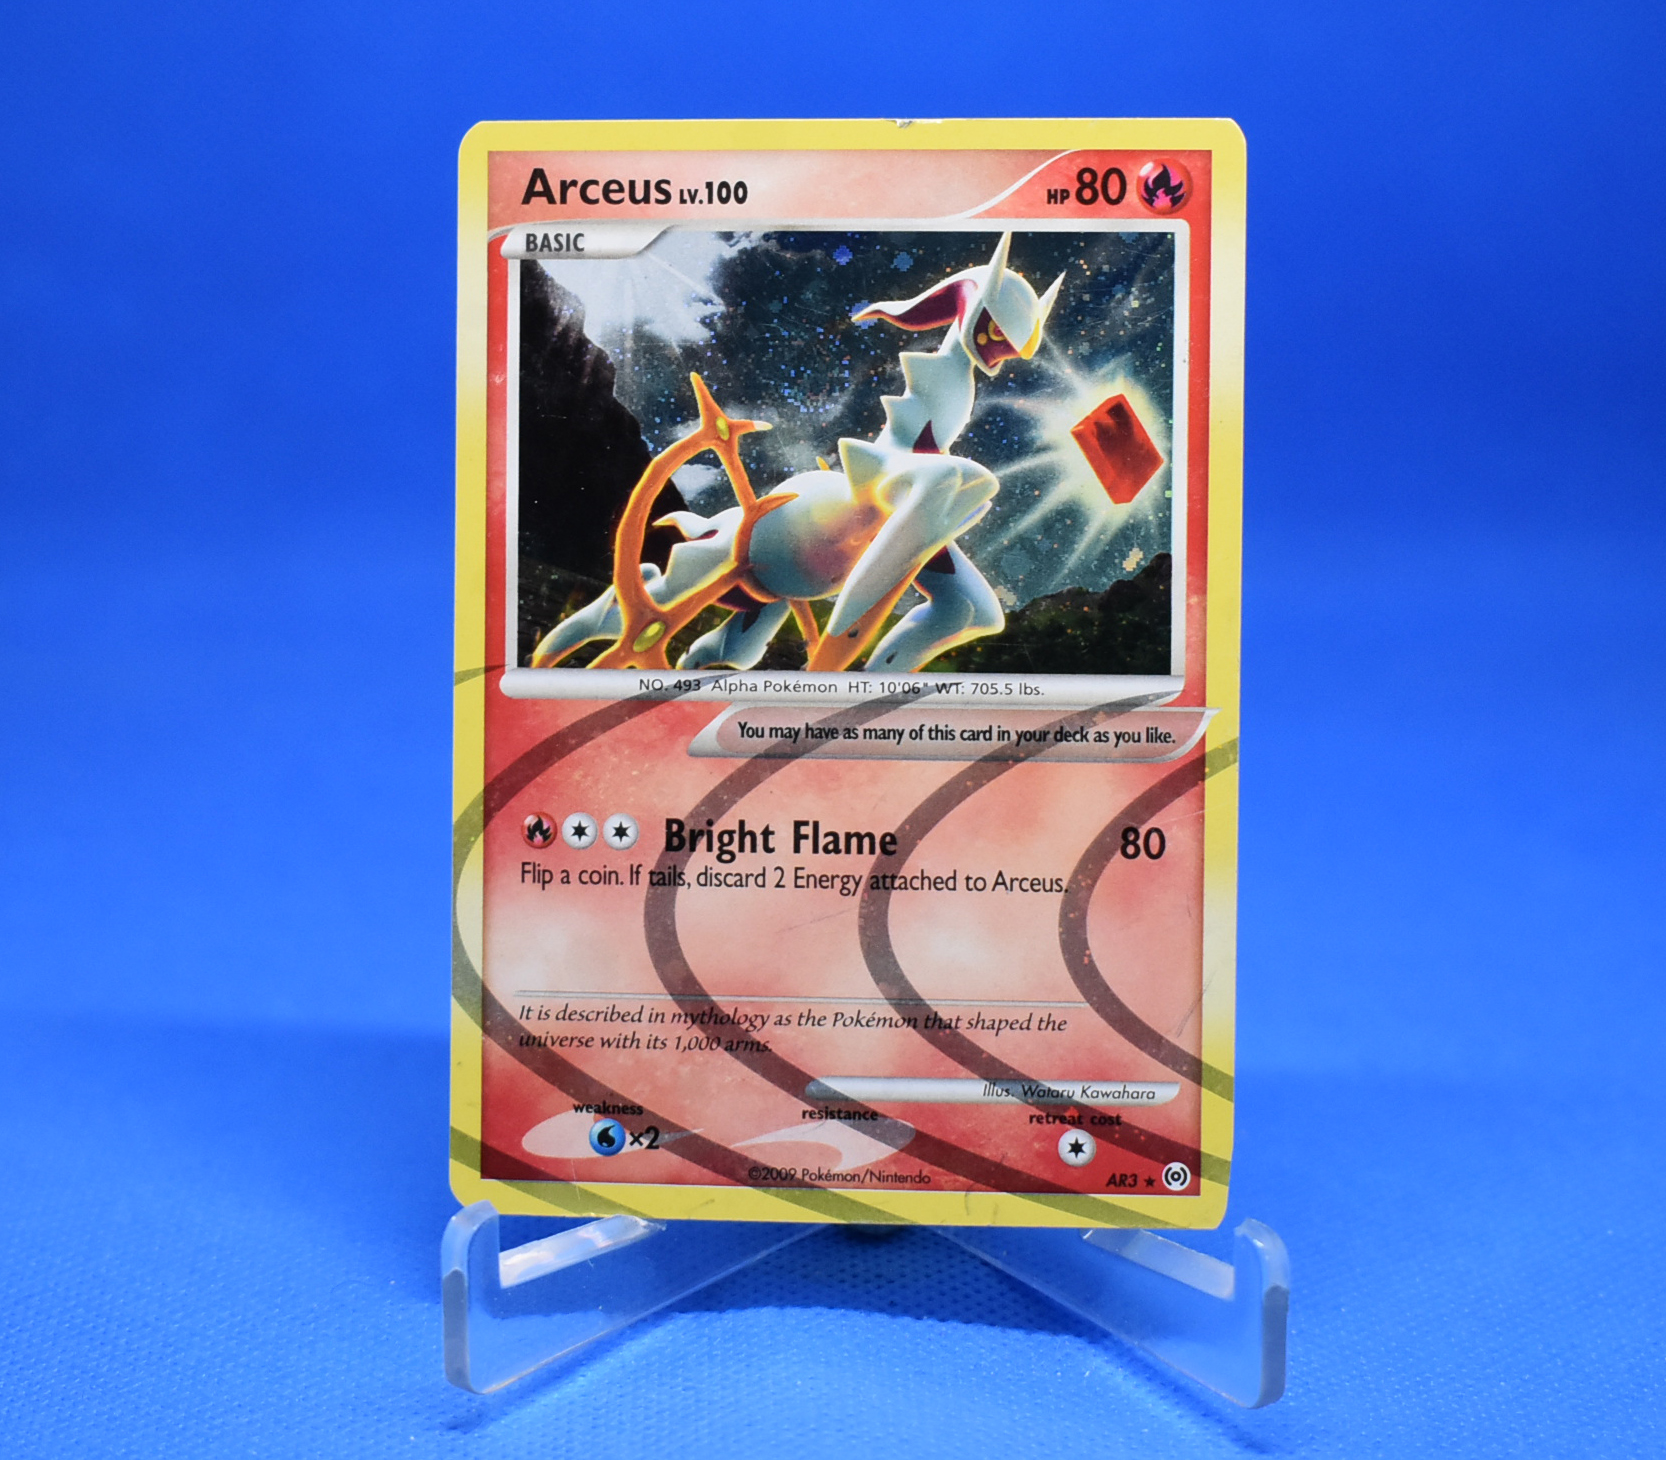 Arceus LV.100
HP 80
BASIC
NO. 493 Alpha Pokémon HT: 10'06" WT: 705.5 lbs.
You may have as many of this card in your deck as you like.
Bright Flame 80
Flip a coin. If tails, discard 2 Energy attached to Arceus.
It is described in mythology as the Pokémon that shaped the
universe with its 1,000 arms.
Illus. Wataru Kawahara
weakness resistance retreat cost
×2
©2009 Pokémon/Nintendo
AR3 ★